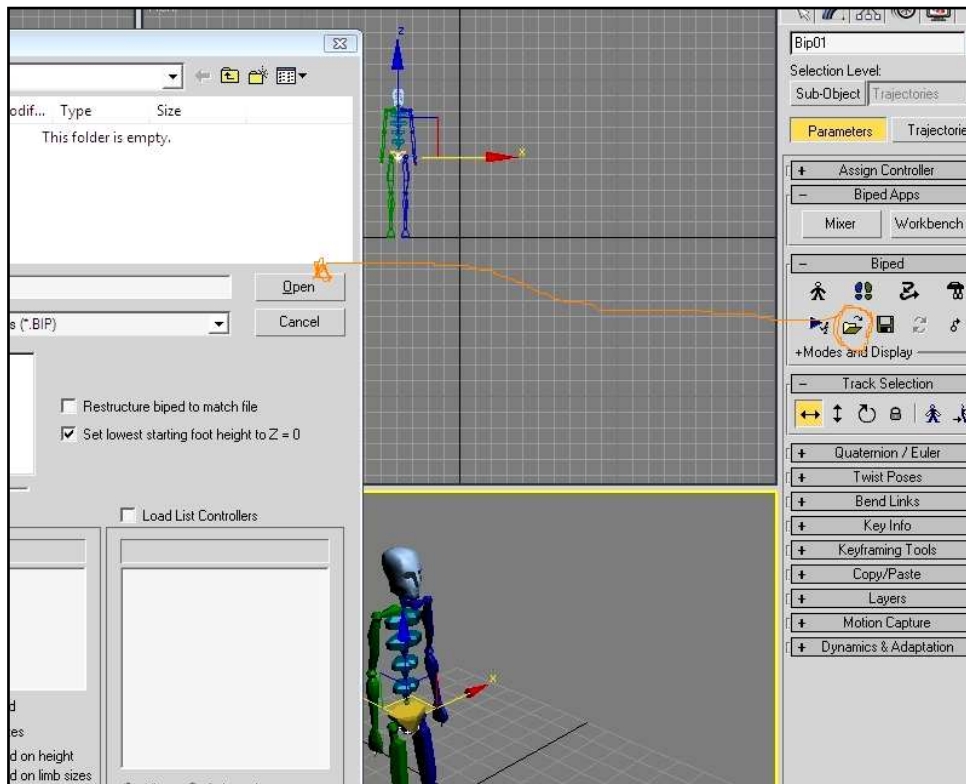 Bip01
Selection Level:
Sub-Object Trajectories
Parameters Trajectorie
+ Assign Controller
- Biped Apps
Mixer Workbench
- Biped
+Modes and Display
- Track Selection
+ Quaternion / Euler
+ Twist Poses
+ Bend Links
+ Key Info
+ Keyframing Tools
+ Copy/Paste
+ Layers
+ Motion Capture
+ Dynamics & Adaptation
odif... Type Size
This folder is empty.
Open
s (*.BIP)
Cancel
Restructure biped to match file
Set lowest starting foot height to Z = 0
Load List Controllers
d
es
d on height
d on limb sizes
z
x
x